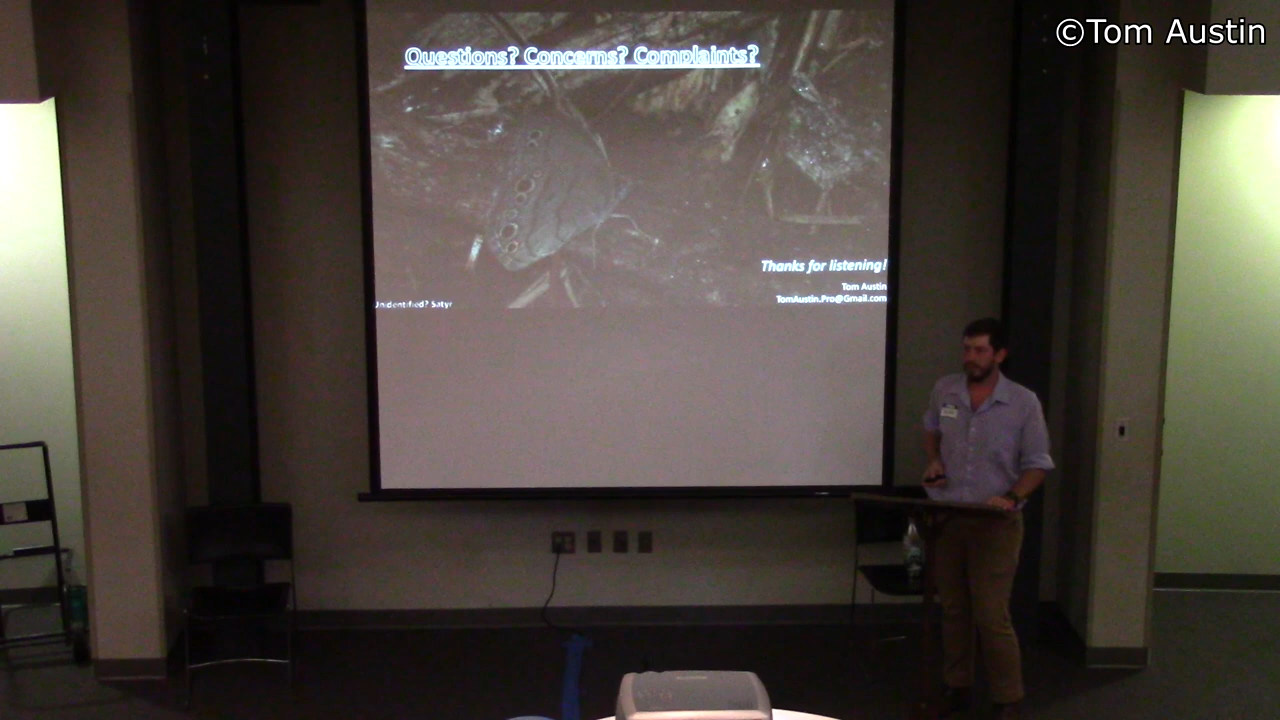 ©Tom Austin
Questions? Concerns? Complaints?
Thanks for listening!
Tom Austin
TomAustin.Pro@Gmail.com
Unidentified? Satyr